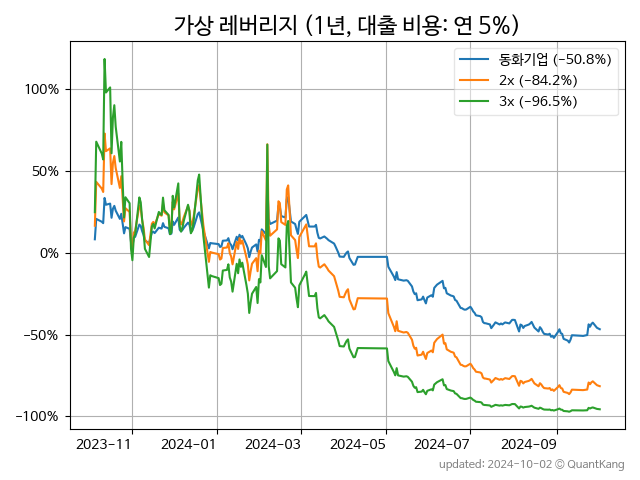 가상 레버리지 (1년, 대출 비용: 연 5%)
동화기업 (−50.8%)
2x (−84.2%)
3x (−96.5%)
100%
50%
0%
−50%
−100%
2023-11 2024-01 2024-03 2024-05 2024-07 2024-09
updated: 2024-10-02 © QuantKang